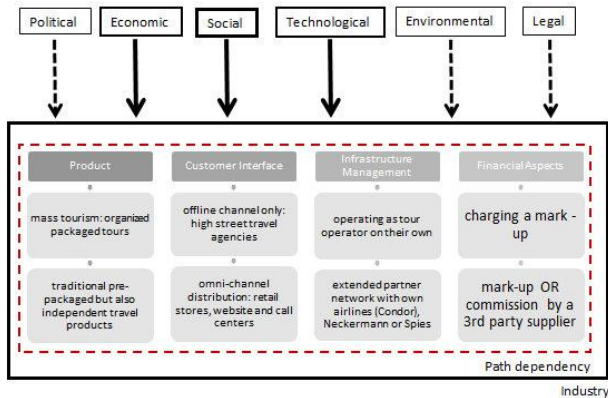 Political Economic Social Technological Environmental Legal
Product
Customer Interface
Infrastructure
Management
Financial Aspects
mass tourism: organized
packaged tours
offline channel only:
high street travel
agencies
operating as tour
operator on their own
charging a mark -
up
traditional pre-
packaged but also
independent travel
products
omni-channel
distribution: retail
stores, website and call
centers
extended partner
network with own
airlines (Condor),
Neckermann or Spies
mark-up OR
commission by a
3rd party supplier
Path dependency
Industry